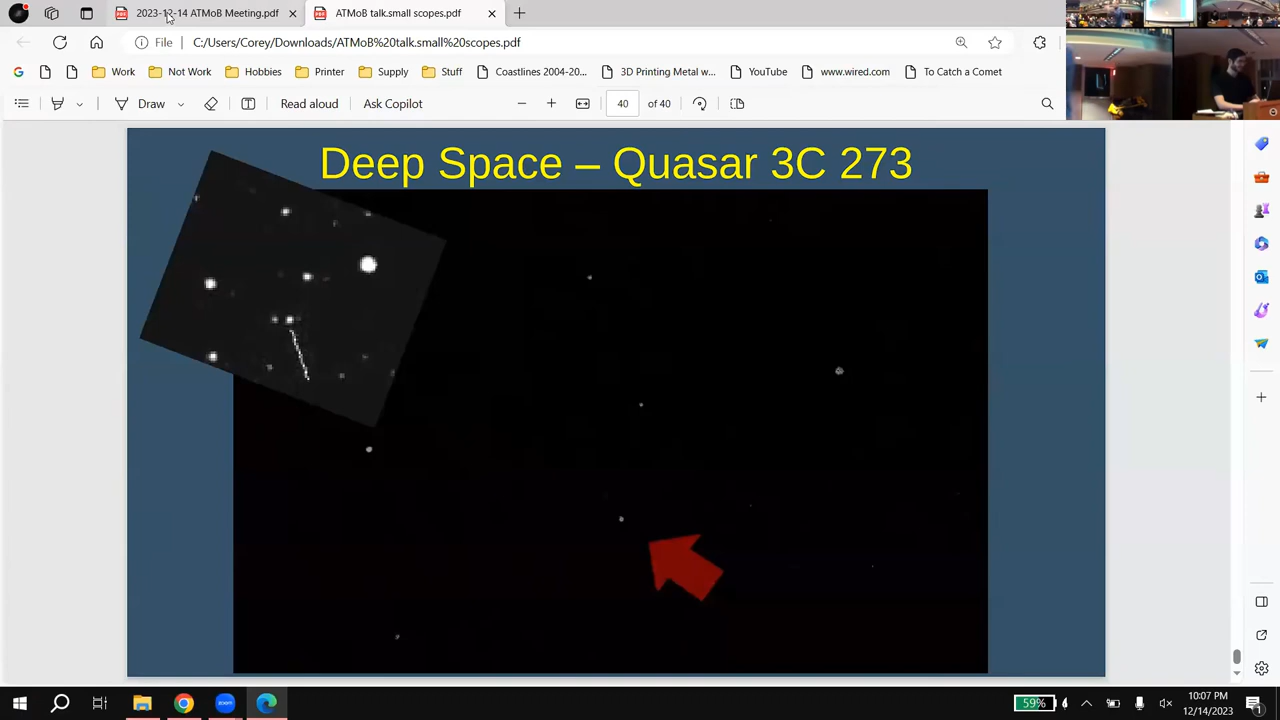 2023-12-14 ATMoB Meeting.pdf
ATMoB talk.small scopes.pdf
File
C:/Users/Corey/Downloads/ATMoB%20talk.small%20scopes.pdf
G
Work
Not Work
Hobbies
Printer
Supply
Stuff
Coastlines 2004-20...
3D Printing Metal w...
YouTube
www.wired.com
To Catch a Comet
Draw
Read aloud
Ask Copilot
40
of 40
Deep Space – Quasar 3C 273
zoom
59%
10:07 PM
12/14/2023
1